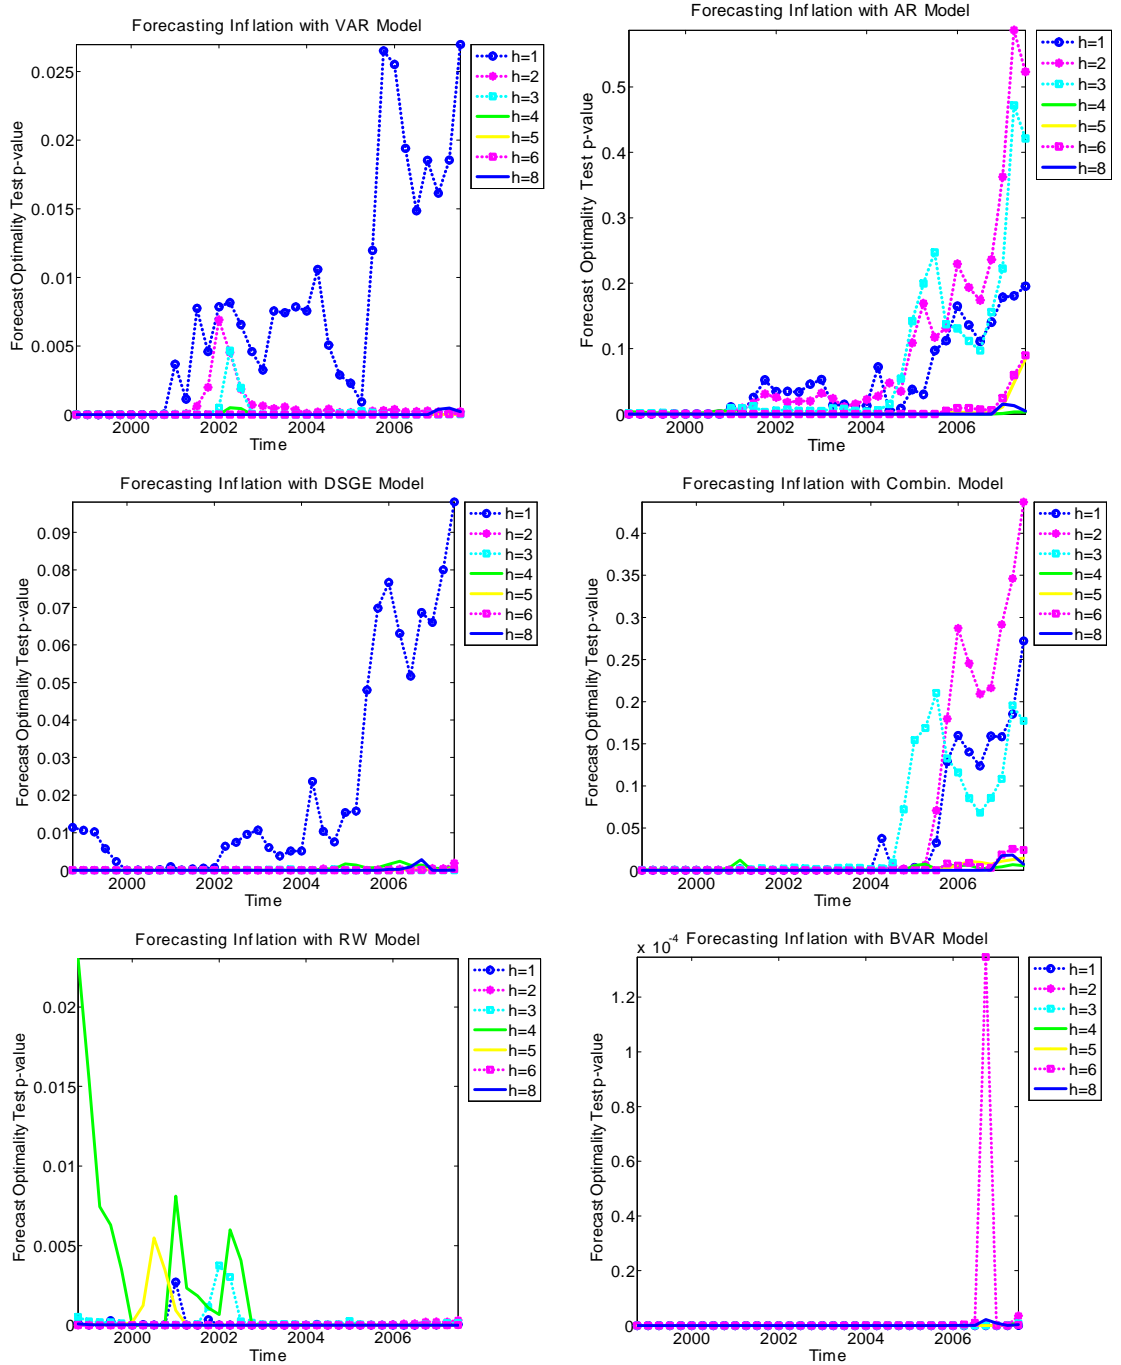 Forecasting Inflation with VAR Model
Forecast Optimality Test p-value
0.025
0.02
0.015
0.01
0.005
0
2000
2002
2004
2006
Time
h=1
h=2
h=3
h=4
h=5
h=6
h=8
Forecasting Inflation with AR Model
Forecast Optimality Test p-value
0.5
0.4
0.3
0.2
0.1
0
2000
2002
2004
2006
Time
h=1
h=2
h=3
h=4
h=5
h=6
h=8
Forecasting Inflation with DSGE Model
Forecast Optimality Test p-value
0.09
0.08
0.07
0.06
0.05
0.04
0.03
0.02
0.01
0
2000
2002
2004
2006
Time
h=1
h=2
h=3
h=4
h=5
h=6
h=8
Forecasting Inflation with Combin. Model
Forecast Optimality Test p-value
0.4
0.35
0.3
0.25
0.2
0.15
0.1
0.05
0
2000
2002
2004
2006
Time
h=1
h=2
h=3
h=4
h=5
h=6
h=8
Forecasting Inflation with RW Model
Forecast Optimality Test p-value
0.02
0.015
0.01
0.005
0
2000
2002
2004
2006
Time
h=1
h=2
h=3
h=4
h=5
h=6
h=8
x 10⁻⁴ Forecasting Inflation with BVAR Model
Forecast Optimality Test p-value
1.2
1
0.8
0.6
0.4
0.2
0
2000
2002
2004
2006
Time
h=1
h=2
h=3
h=4
h=5
h=6
h=8